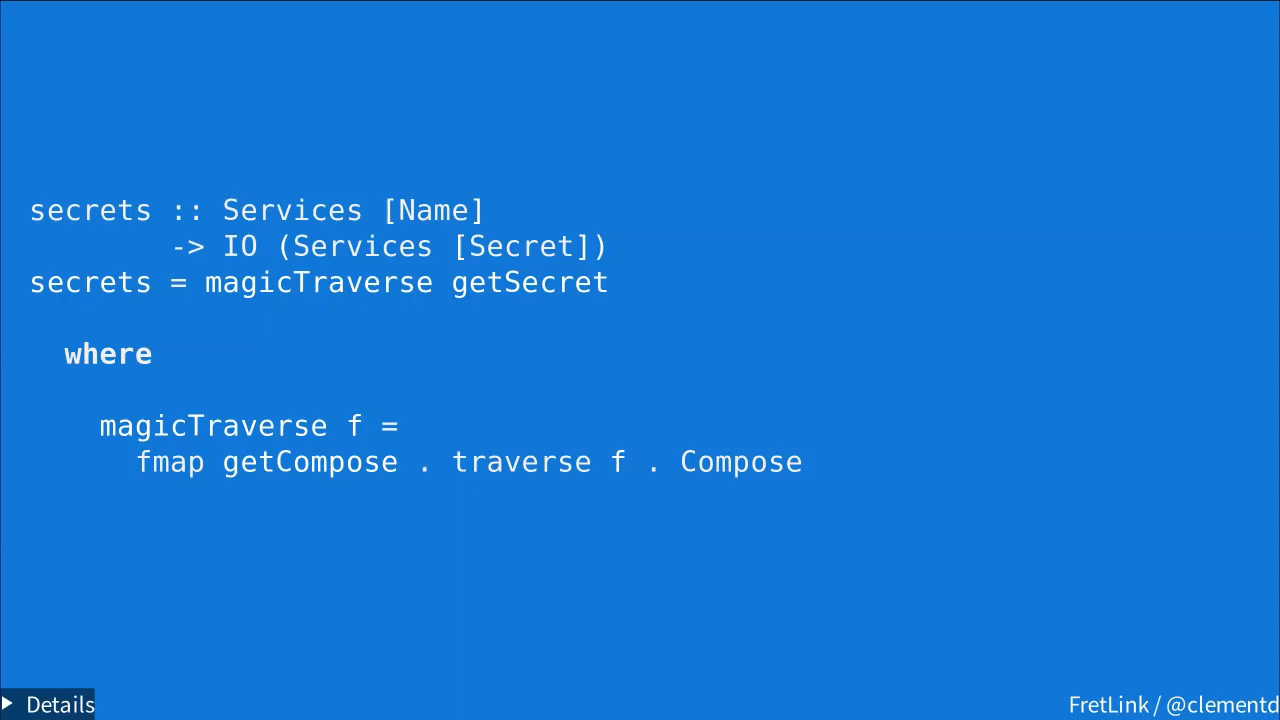 secrets :: Services [Name]
        -> IO (Services [Secret])
secrets = magicTraverse getSecret
  where
    magicTraverse f =
      fmap getCompose . traverse f . Compose
Details
FretLink / @clementd